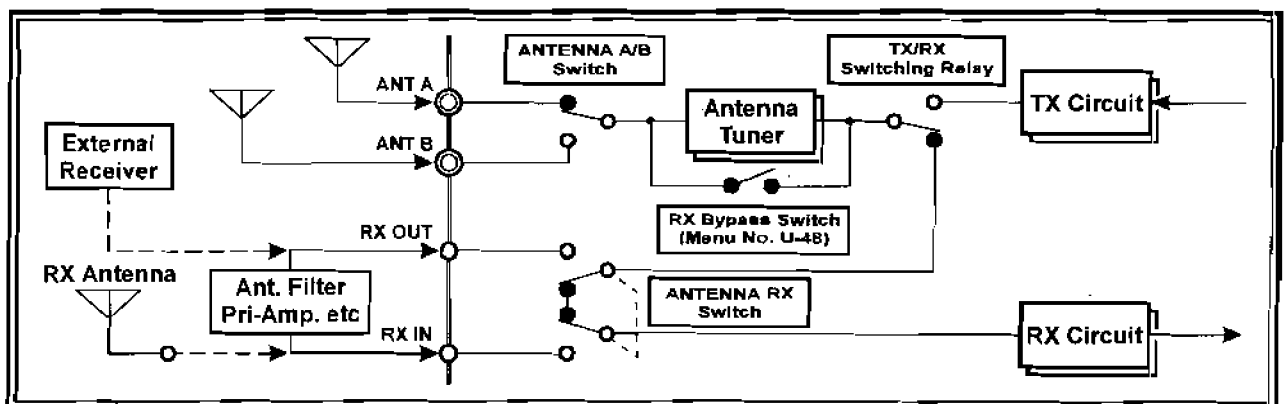 ANTENNA A/B
Switch
TX/RX
Switching Relay
ANT A
Antenna
Tuner
TX Circuit
External
Receiver
ANT B
RX Bypass Switch
(Menu No. U-48)
RX OUT
RX Antenna
Ant. Filter
Pri-Amp. etc
ANTENNA RX
Switch
RX IN
RX Circuit